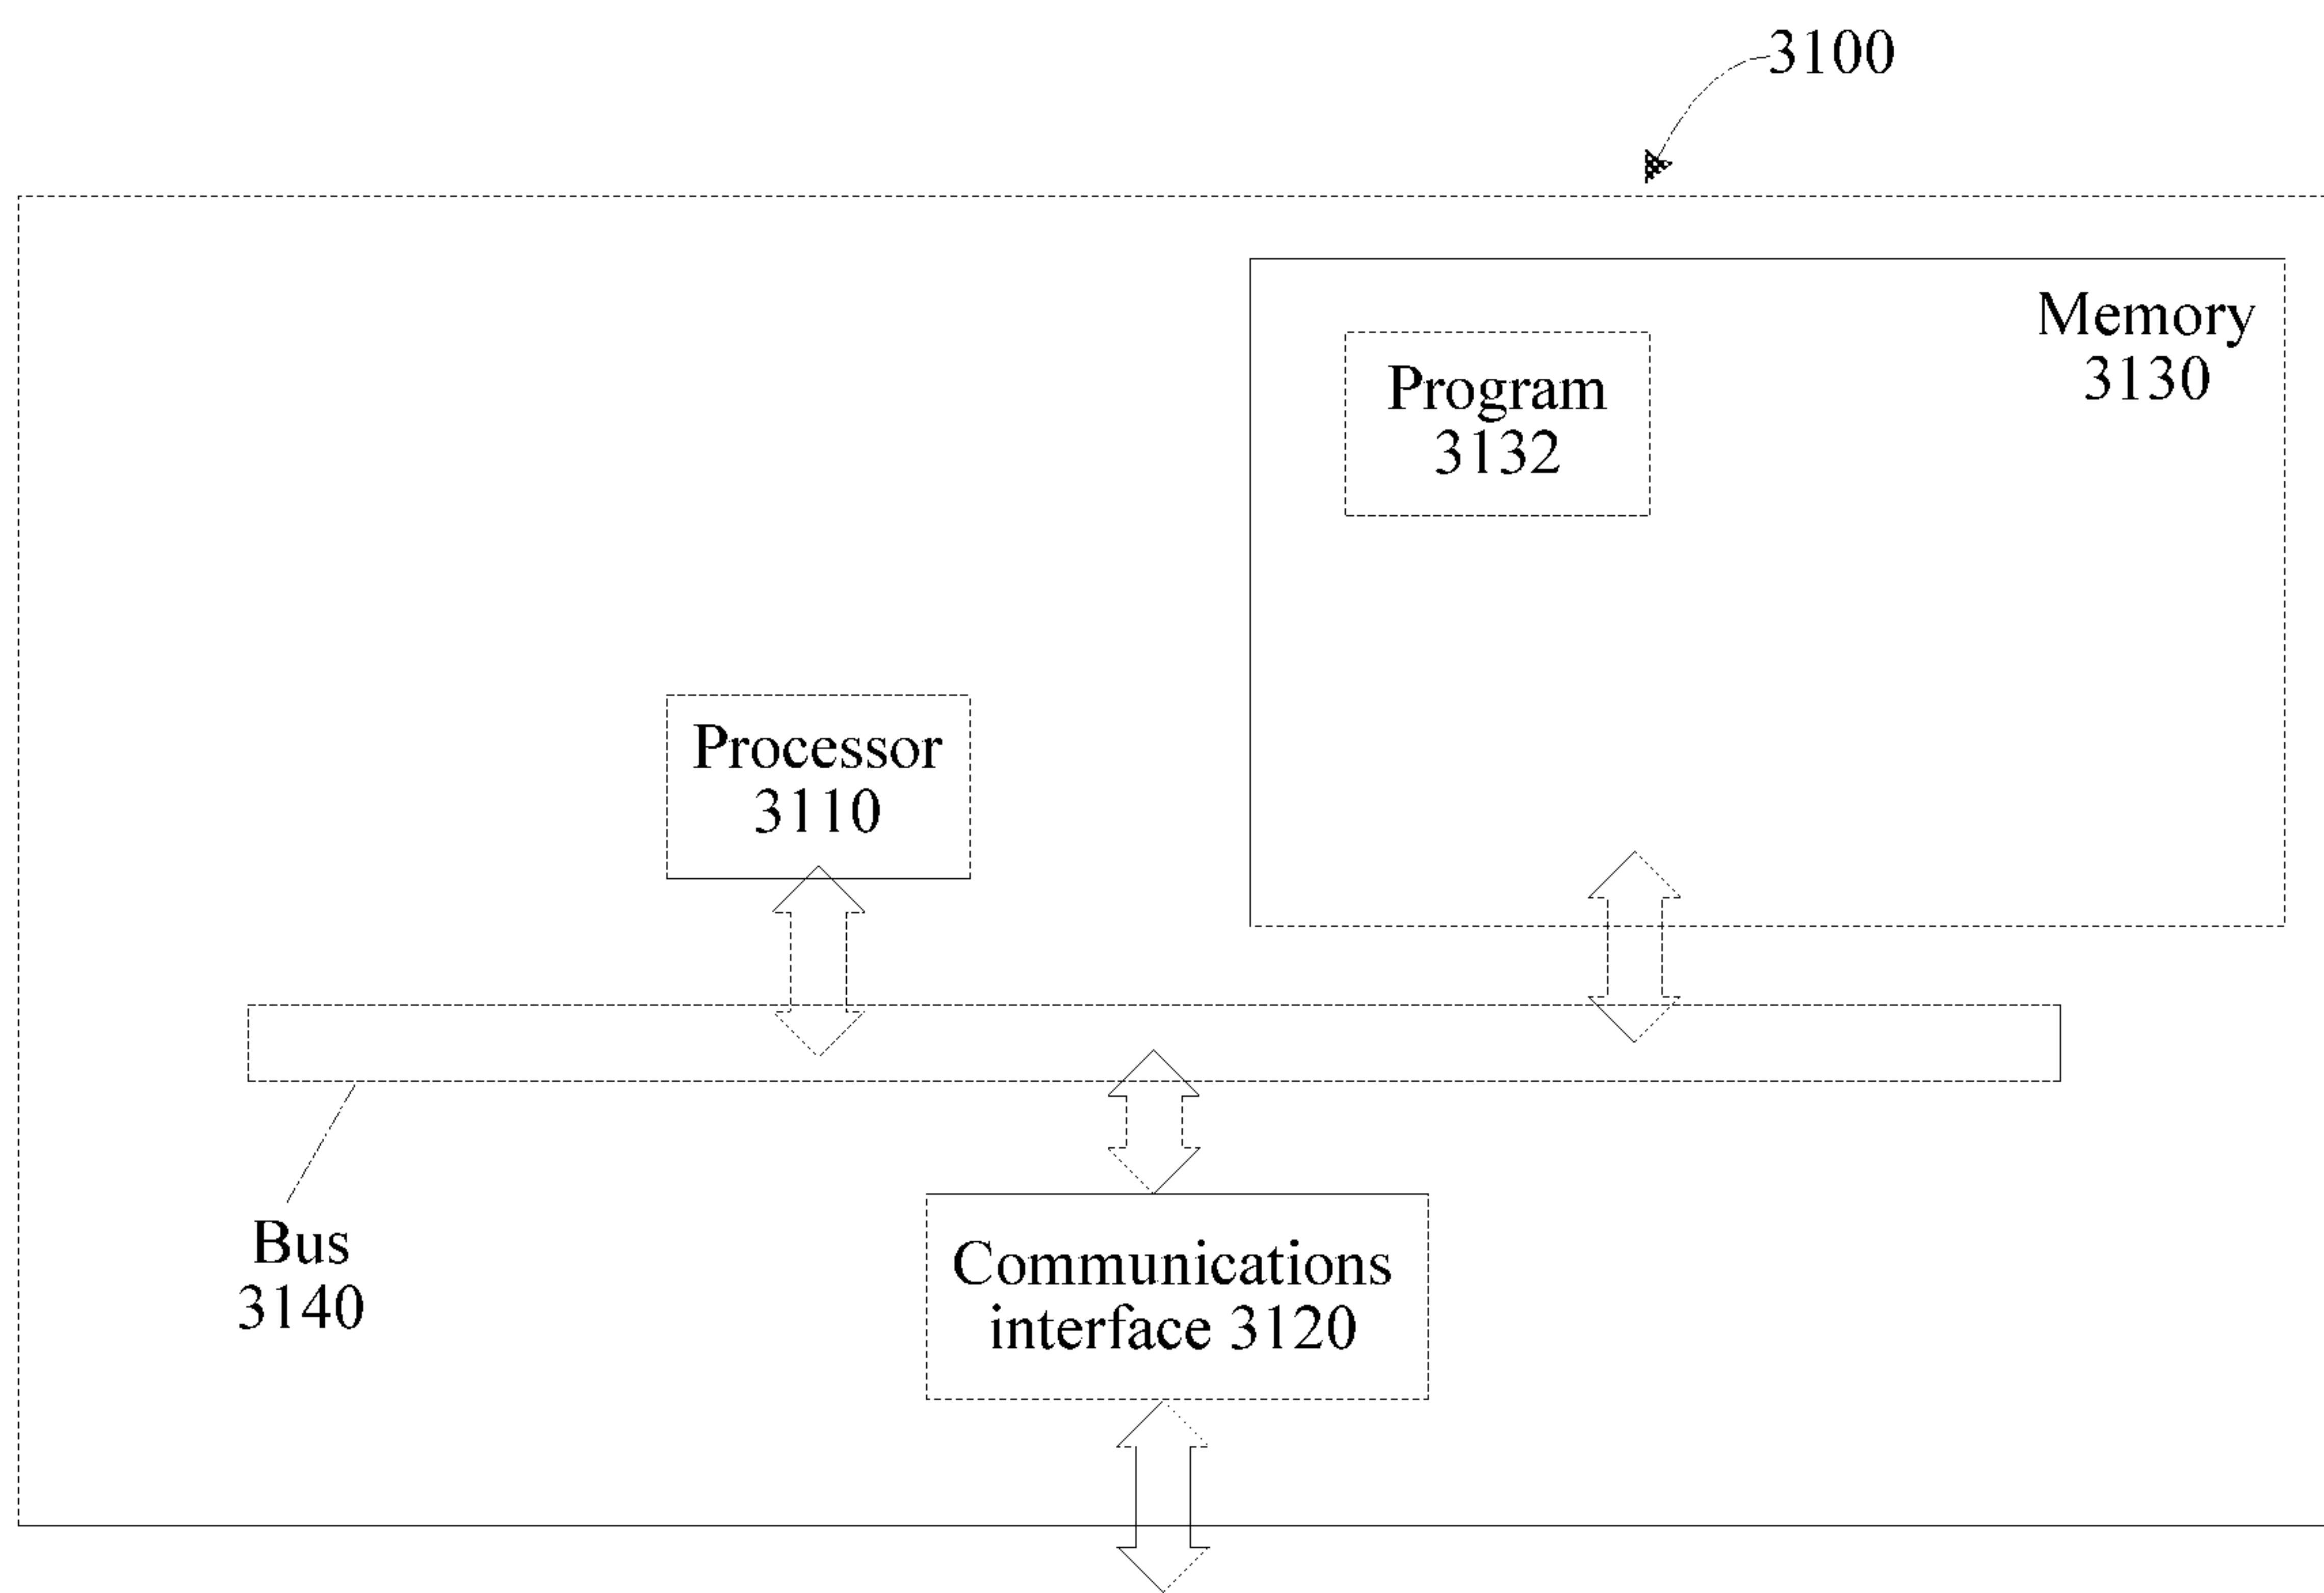 3100
Memory
3130
Program
3132
Processor
3110
Bus
3140
Communications
interface 3120